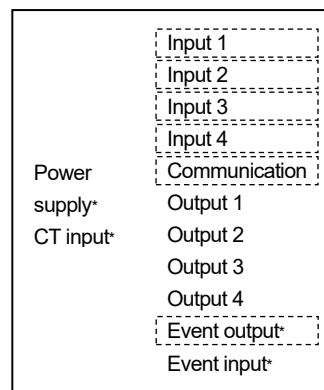 Input 1
Input 2
Input 3
Input 4
Power
supply*
CT input*
Communication
Output 1
Output 2
Output 3
Output 4
Event output*
Event input*